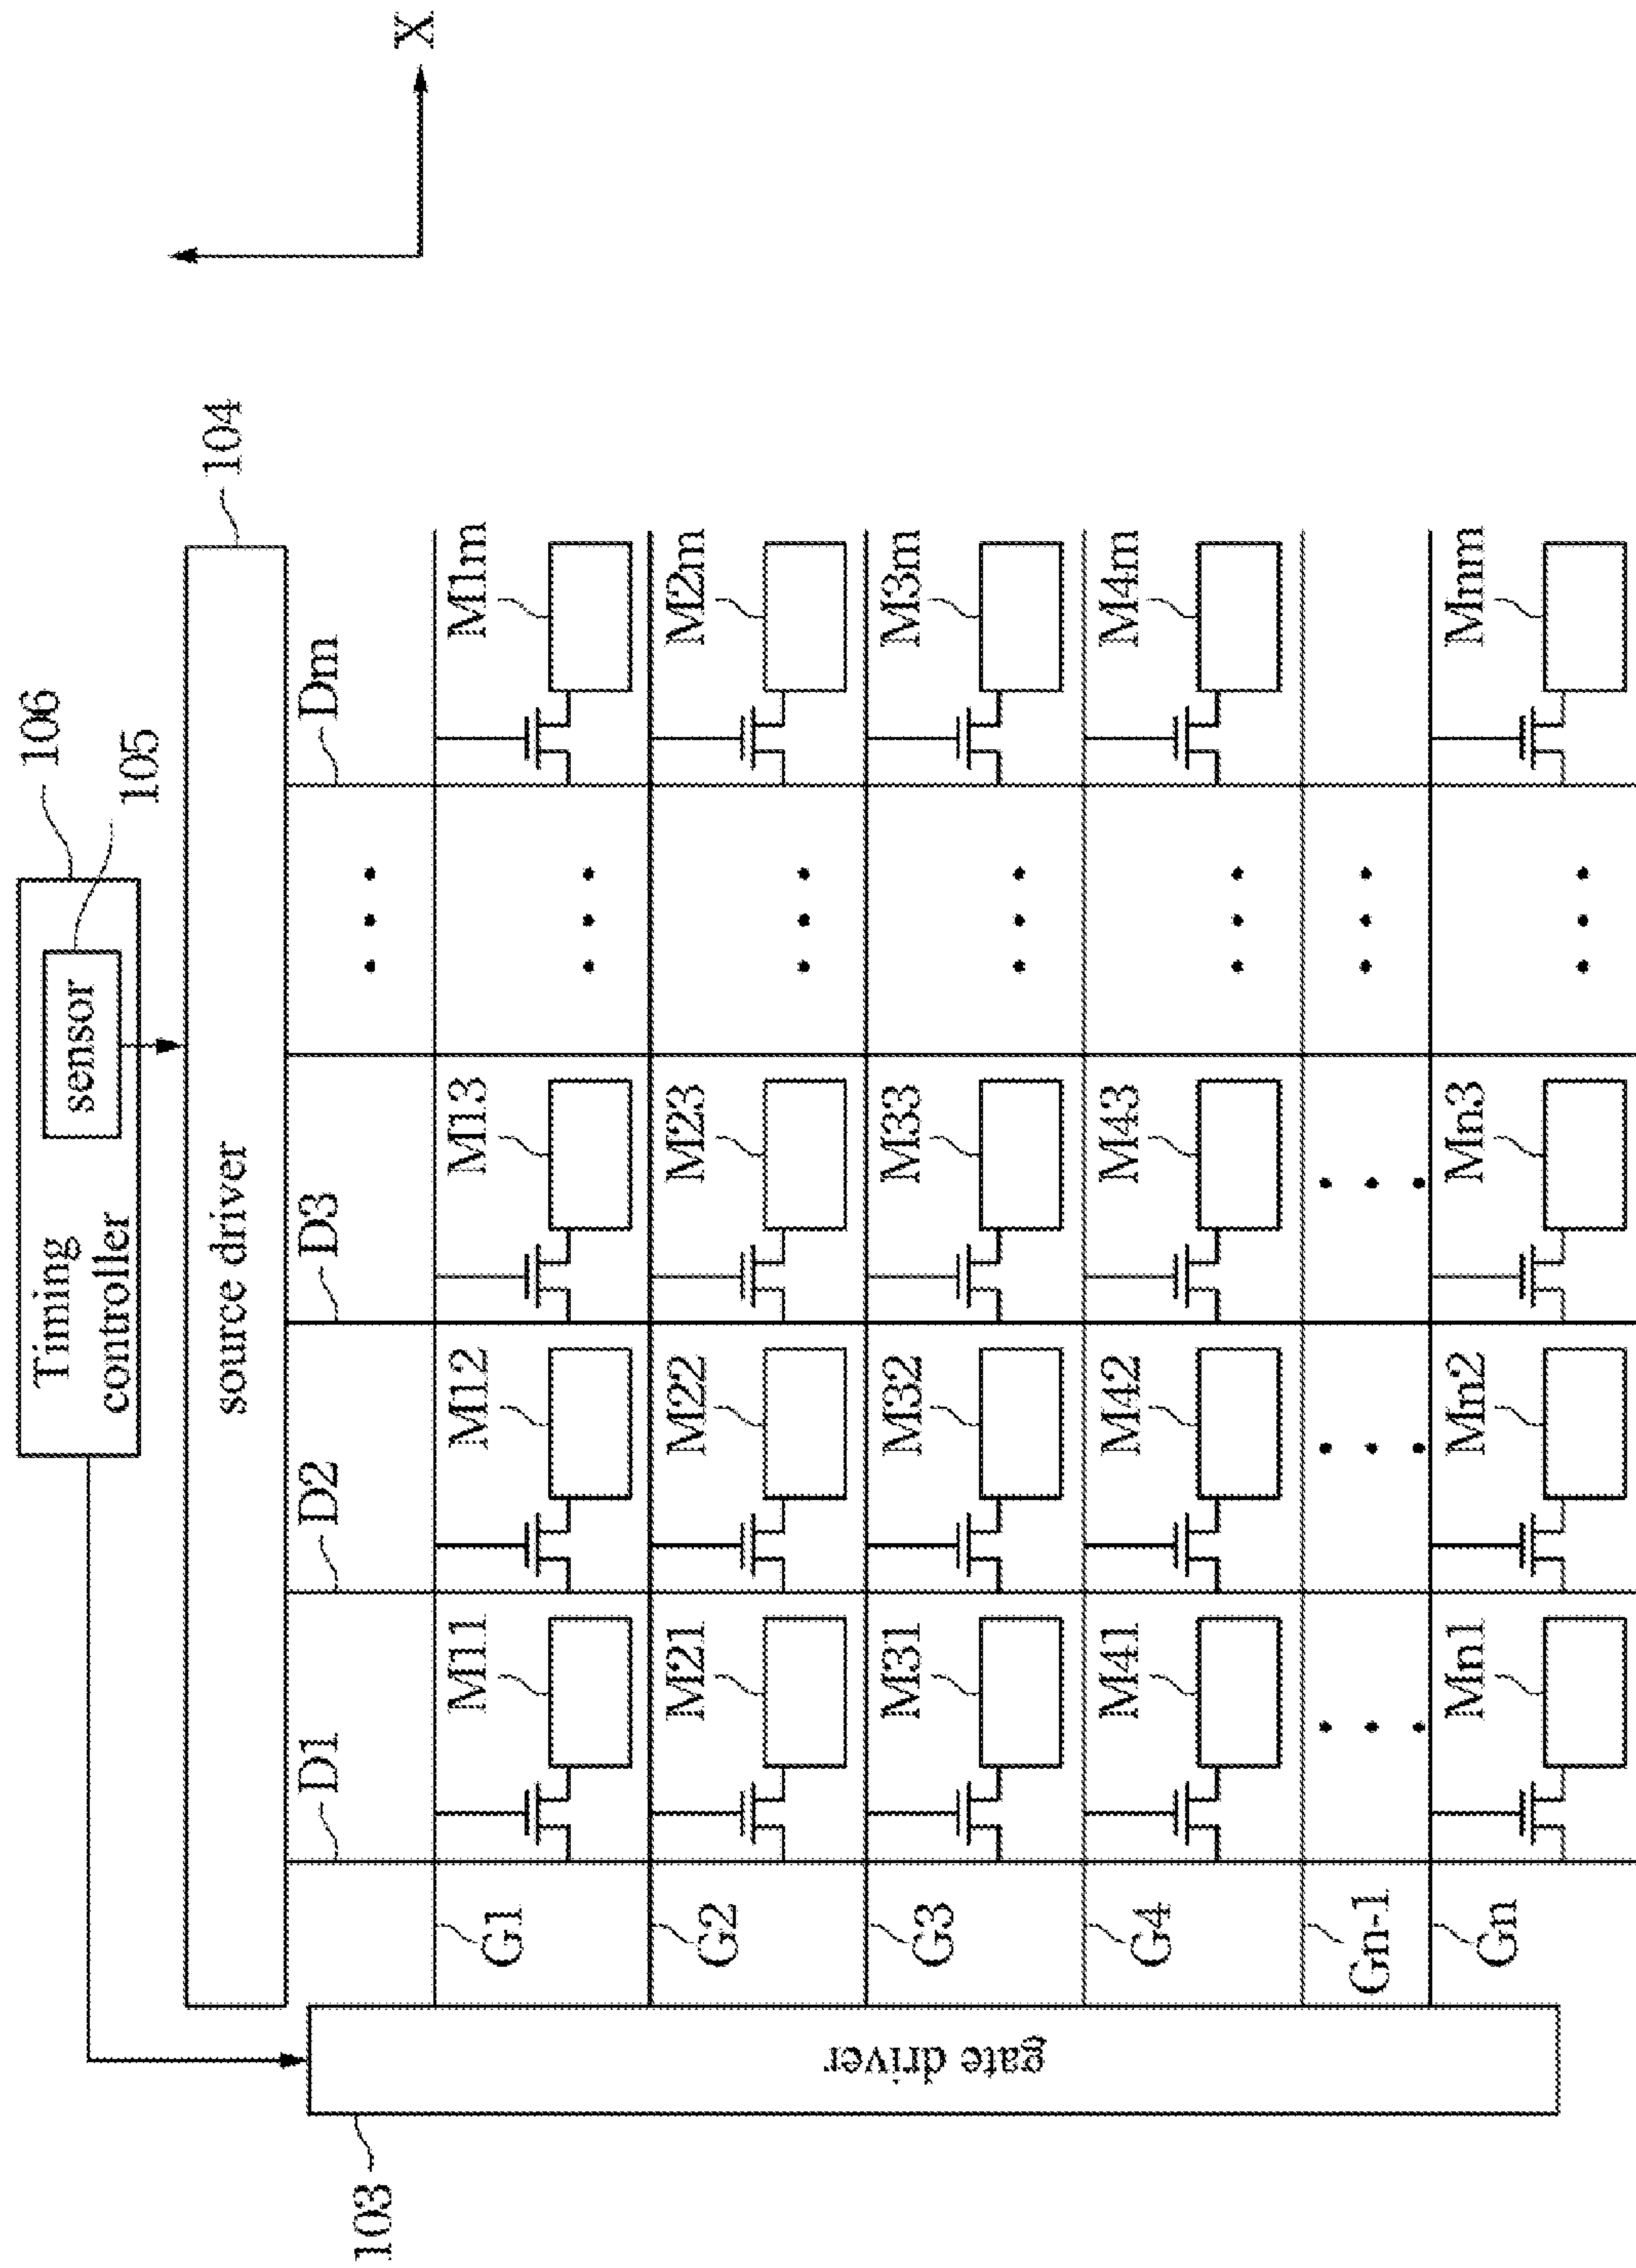 106
105
Timing
controller
sensor
104
source driver
D1
D2
D3
Dm
X
103
gate driver
G1
M11
M12
M13
M1m
G2
M21
M22
M23
M2m
G3
M31
M32
M33
M3m
G4
M41
M42
M43
M4m
Gn-1
Gn
Mn1
Mn2
Mn3
Mnm